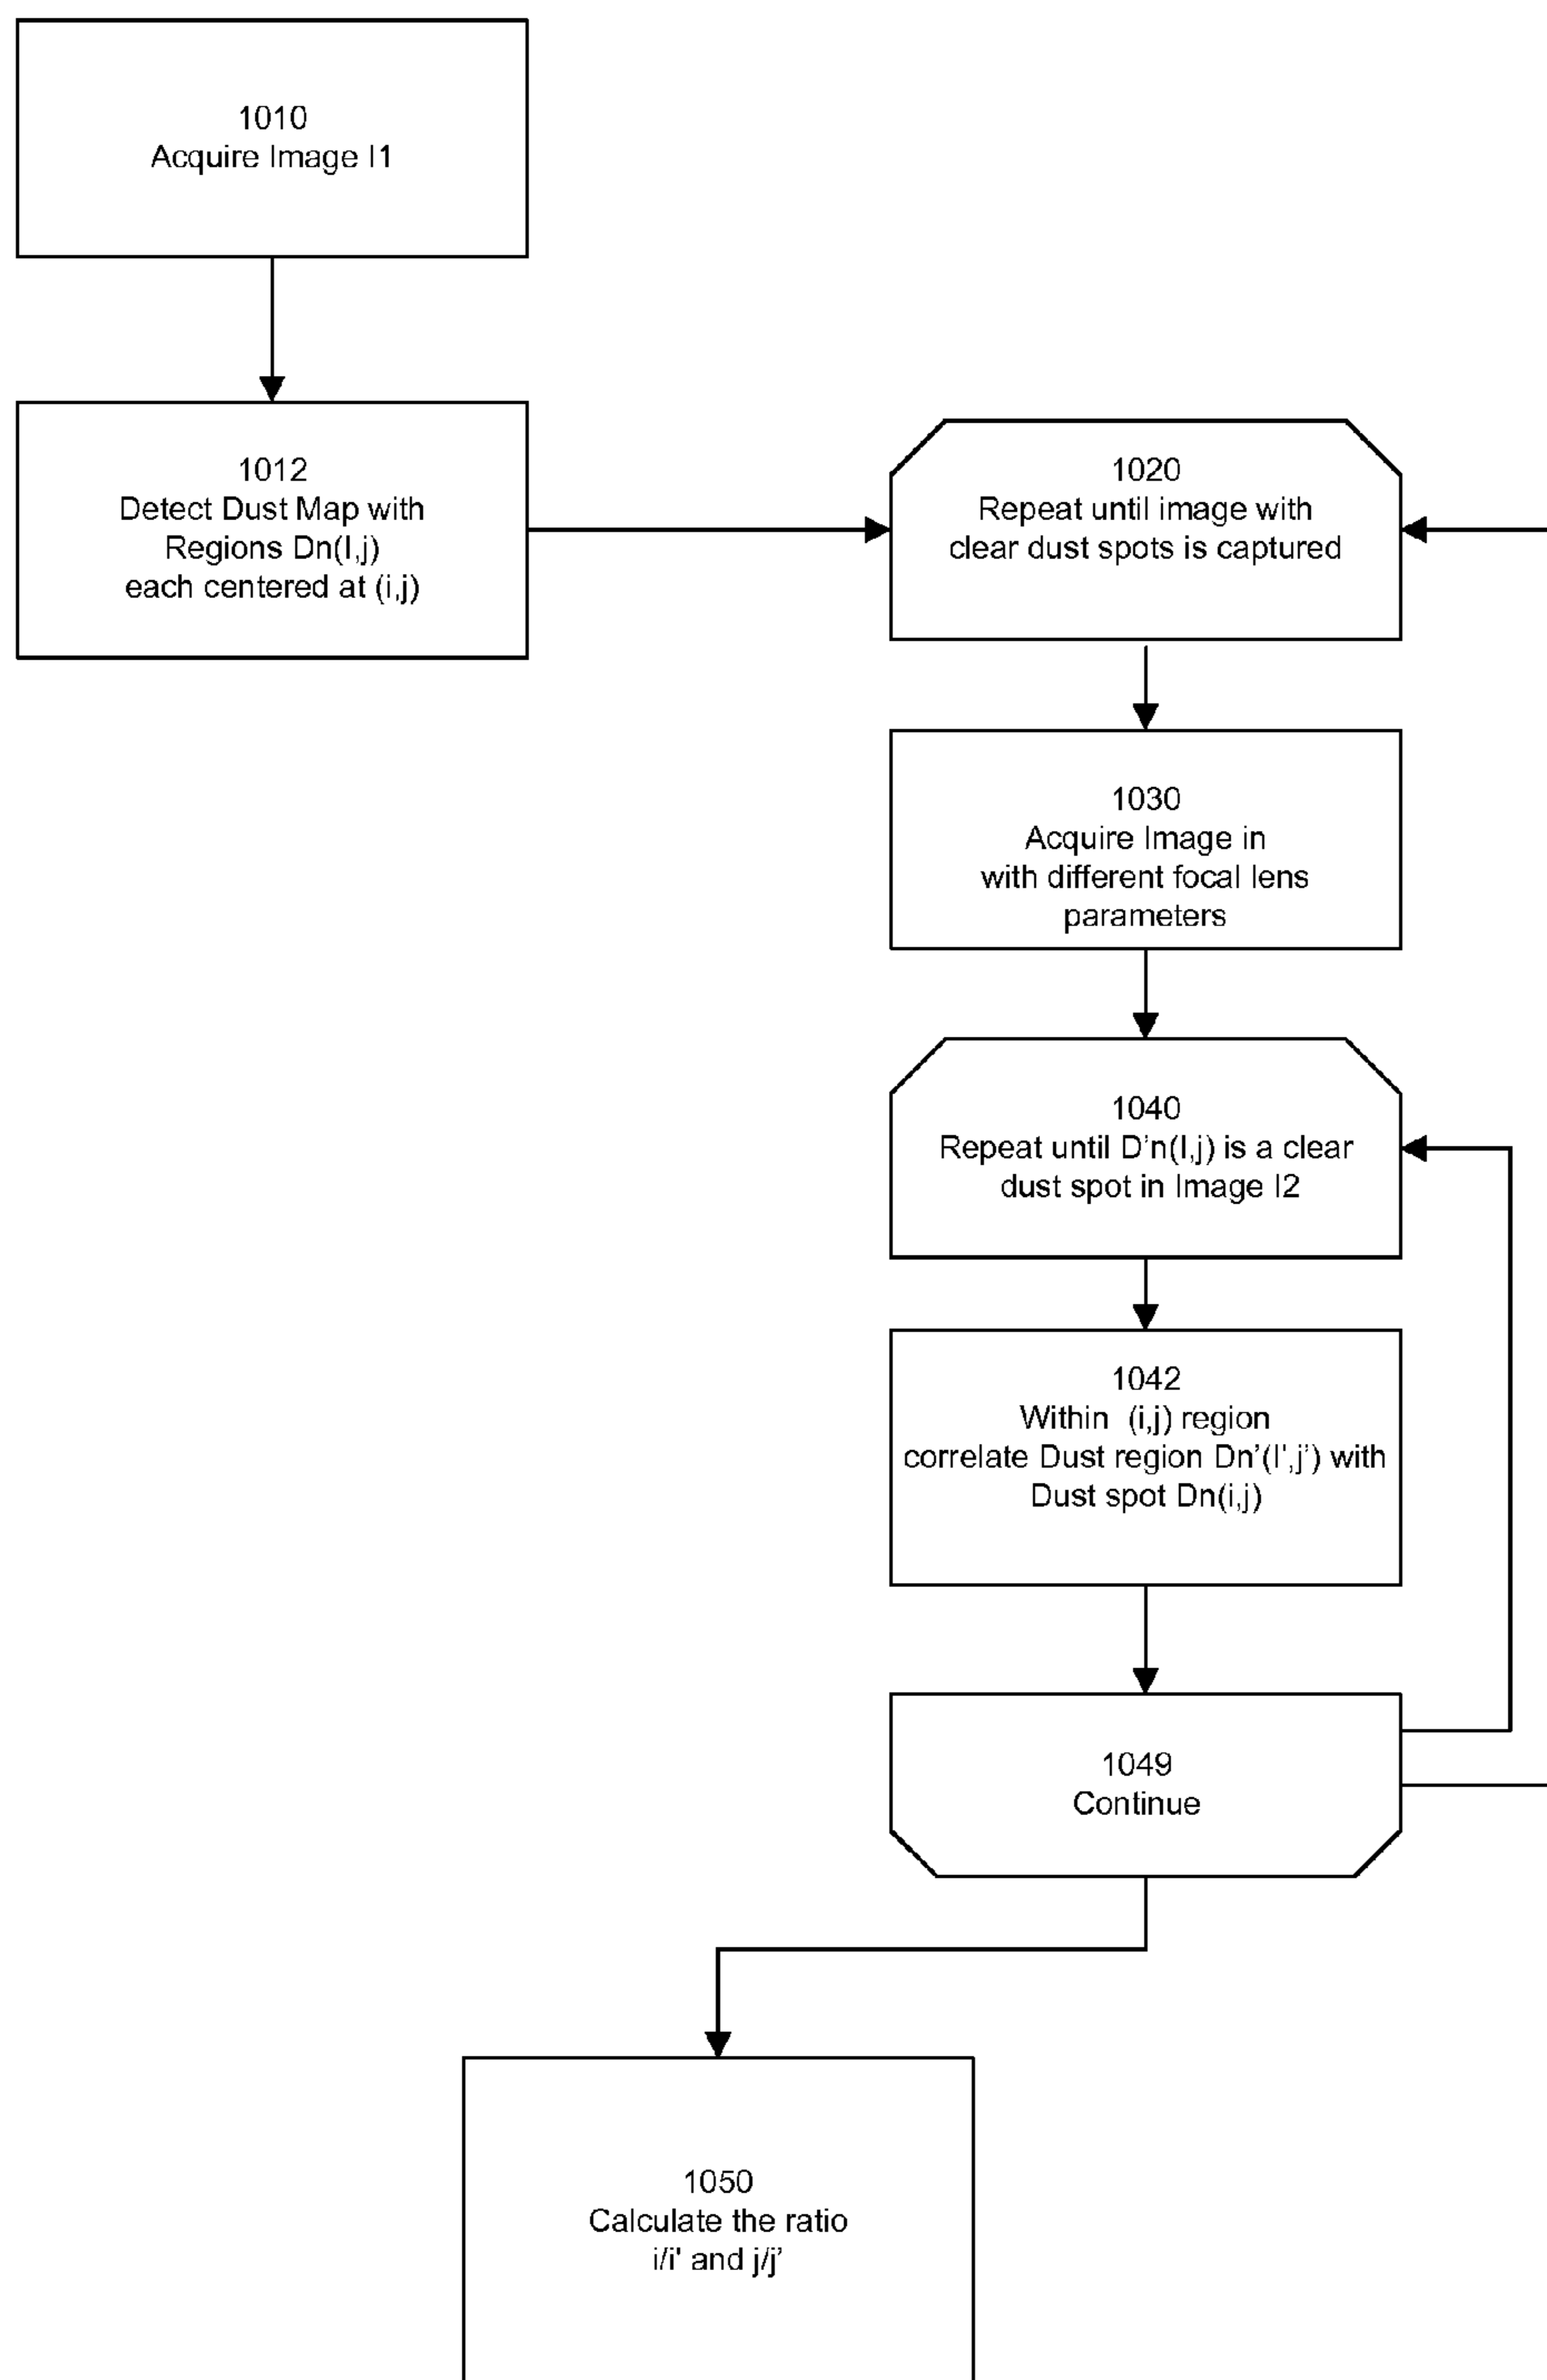 1010
Acquire Image I1
1012
Detect Dust Map with
Regions Dn(I,j)
each centered at (i,j)
1020
Repeat until image with
clear dust spots is captured
1030
Acquire Image in
with different focal lens
parameters
1040
Repeat until D'n(I,j) is a clear
dust spot in Image I2
1042
Within (i,j) region
correlate Dust region Dn’(I',j’) with
Dust spot Dn(i,j)
1049
Continue
1050
Calculate the ratio
i/i' and j/j’